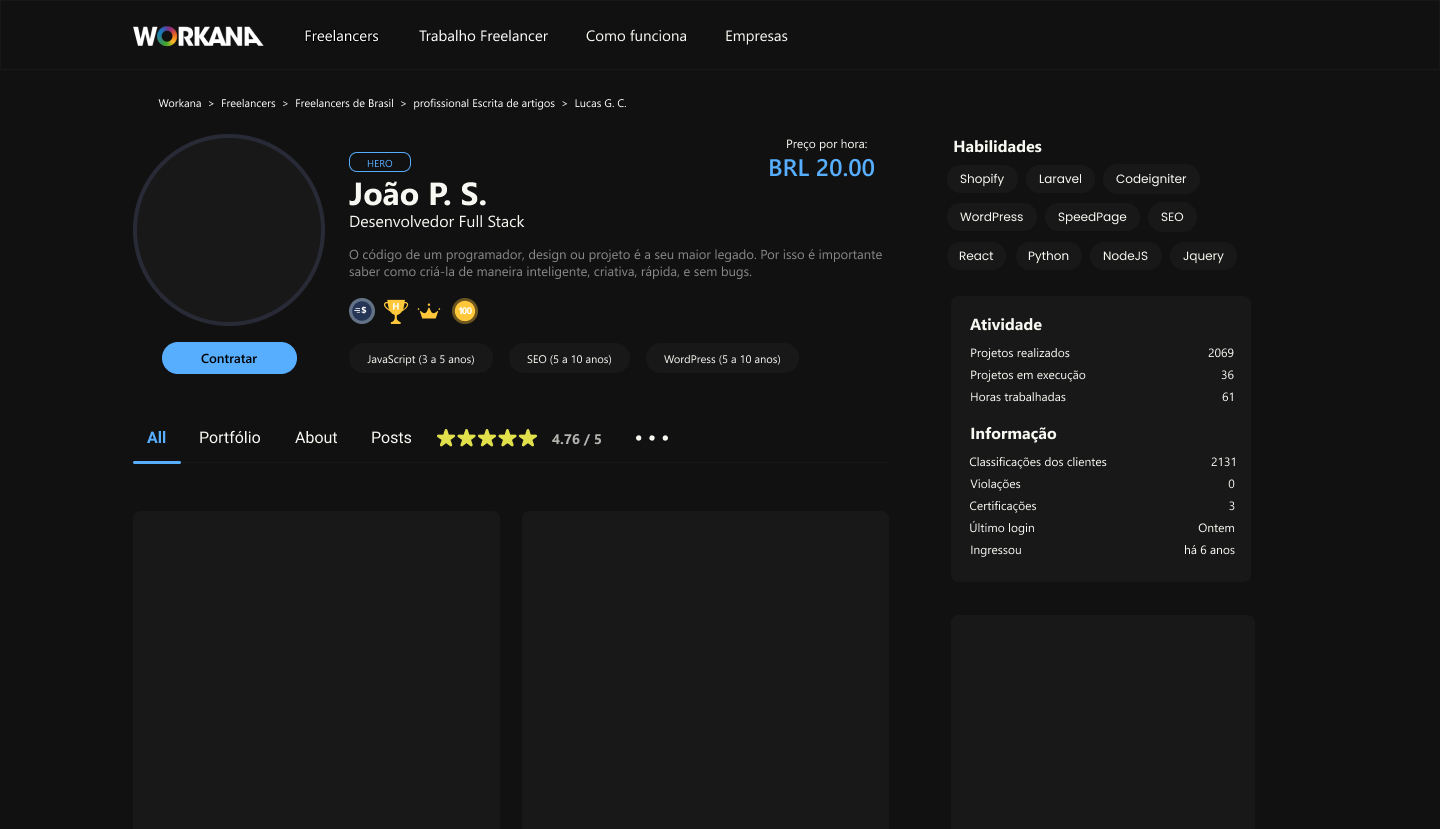 WORKANA Freelancers Trabalho Freelancer Como funciona Empresas
Workana > Freelancers > Freelancers de Brasil > profissional Escrita de artigos > Lucas G. C.
HERO
João P. S.
Desenvolvedor Full Stack
Preço por hora:
BRL 20.00
O código de um programador, design ou projeto é a seu maior legado. Por isso é importante
saber como criá-la de maneira inteligente, criativa, rápida, e sem bugs.
$ H 100
Contratar
JavaScript (3 a 5 anos) SEO (5 a 10 anos) WordPress (5 a 10 anos)
All Portfólio About Posts 4.76 / 5
Habilidades
Shopify Laravel Codeigniter
WordPress SpeedPage SEO
React Python NodeJS Jquery
Atividade
Projetos realizados 2069
Projetos em execução 36
Horas trabalhadas 61
Informação
Classificações dos clientes 2131
Violações 0
Certificações 3
Último login Ontem
Ingressou há 6 anos